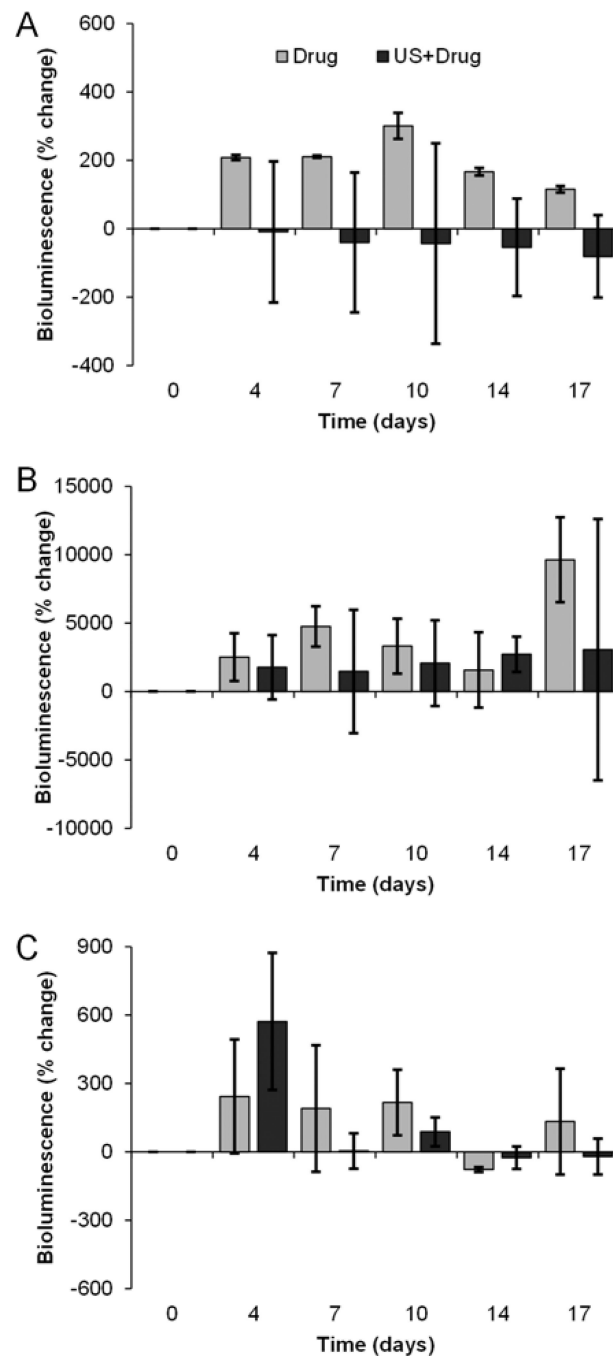 A
Bioluminescence (% change)
600
400
200
0
-200
-400
Drug US+Drug
0 4 7 10 14 17
Time (days)
B
Bioluminescence (% change)
15000
10000
5000
0
-5000
-10000
0 4 7 10 14 17
Time (days)
C
Bioluminescence (% change)
900
600
300
0
-300
-600
0 4 7 10 14 17
Time (days)